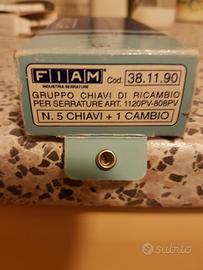 FIAM Cod. 38.11.90
INDUSTRIA SERRATURE
GRUPPO CHIAVI DI RICAMBIO
PER SERRATURE ART. 1120PV-808PV
N. 5 CHIAVI + 1 CAMBIO
subito